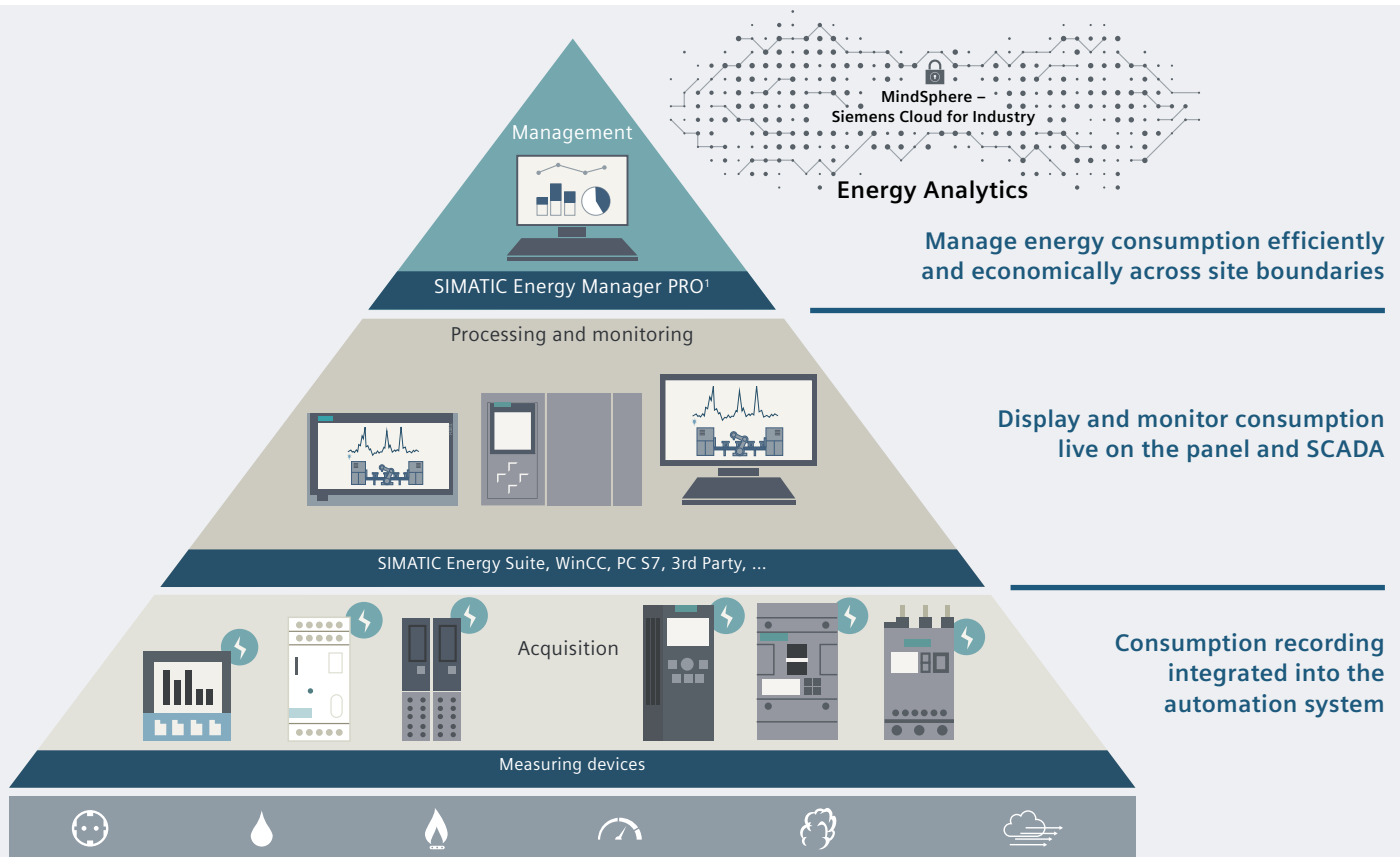 MindSphere –
Siemens Cloud for Industry
Energy Analytics
Management
SIMATIC Energy Manager PRO¹
Manage energy consumption efficiently
and economically across site boundaries
Processing and monitoring
SIMATIC Energy Suite, WinCC, PC S7, 3rd Party, ...
Display and monitor consumption
live on the panel and SCADA
Acquisition
Measuring devices
Consumption recording
integrated into the
automation system